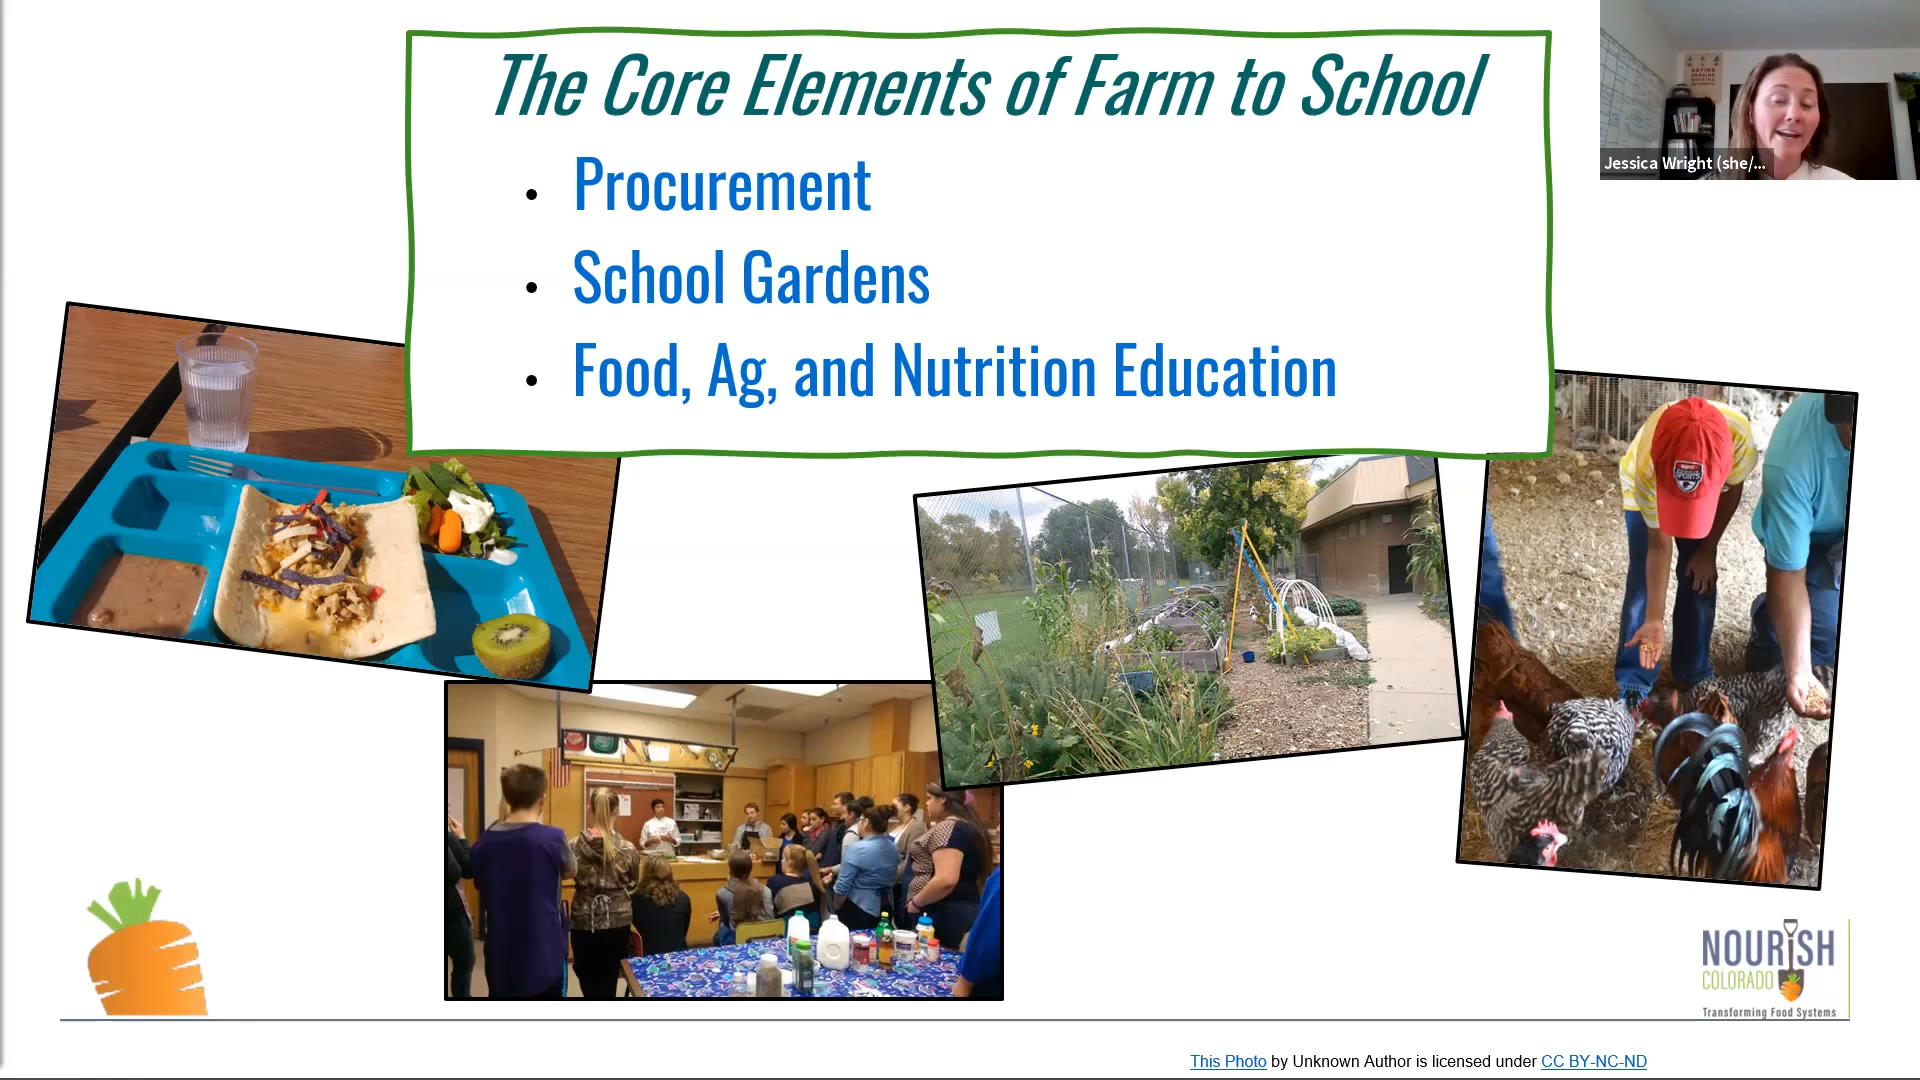 The Core Elements of Farm to School
• Procurement
• School Gardens
• Food, Ag, and Nutrition Education
Jessica Wright (she/...
NOURISH
COLORADO
Transforming Food Systems
This Photo by Unknown Author is licensed under CC BY-NC-ND